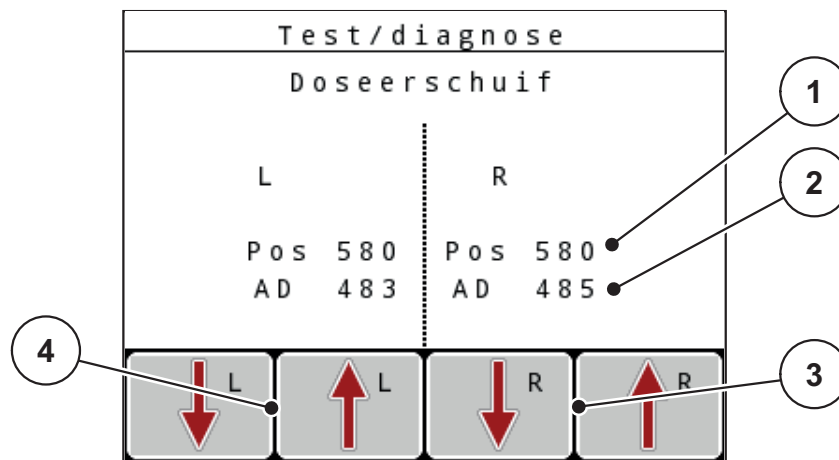 Test/diagnose
Doseerschuif
1
2
L R
Pos 580 Pos 580
AD 483 AD 485
4
3
L L R R